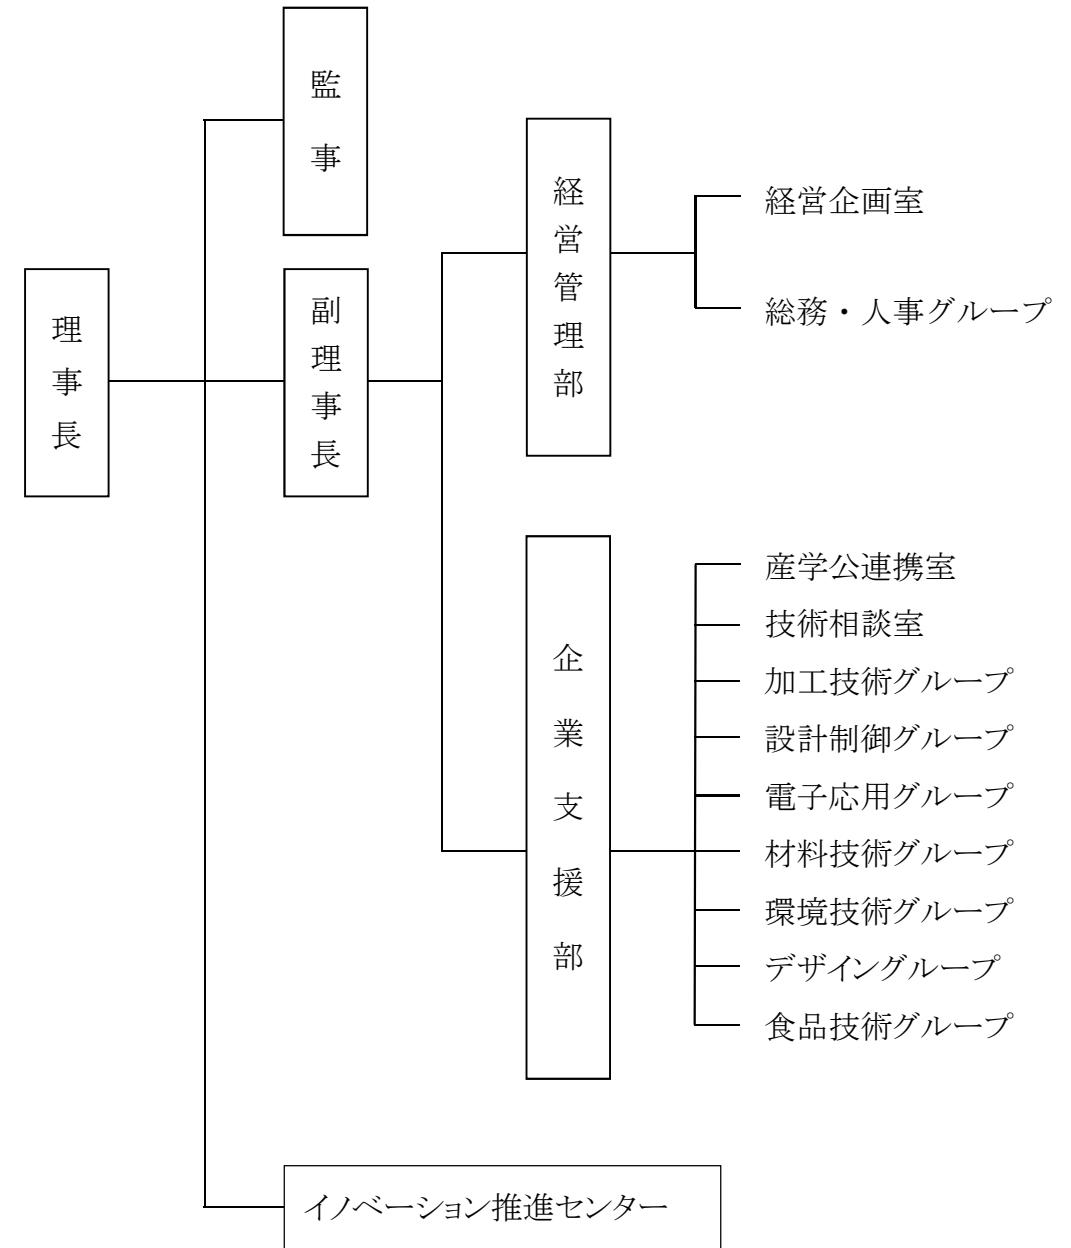 監事
理事長
副理事長
経営管理部
経営企画室
総務・人事グループ
企業支援部
産学公連携室
技術相談室
加工技術グループ
設計制御グループ
電子応用グループ
材料技術グループ
環境技術グループ
デザイングループ
食品技術グループ
イノベーション推進センター